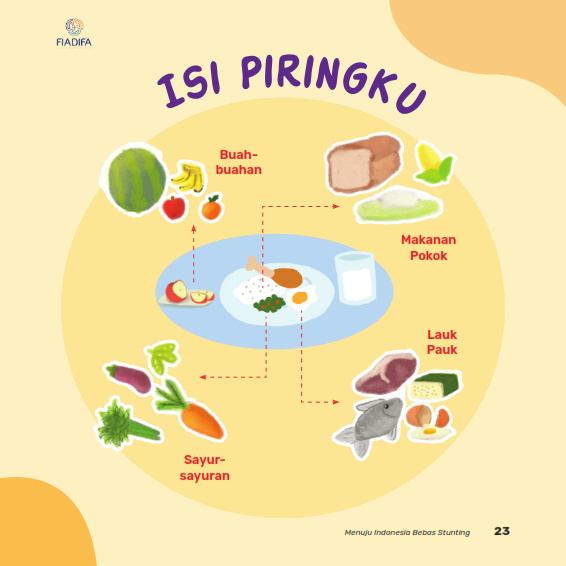 FIADIFA
ISI PIRINGKU
Buah-
buahan
Makanan
Pokok
Lauk
Pauk
Sayur-
sayuran
Menuju Indonesia Bebas Stunting 23